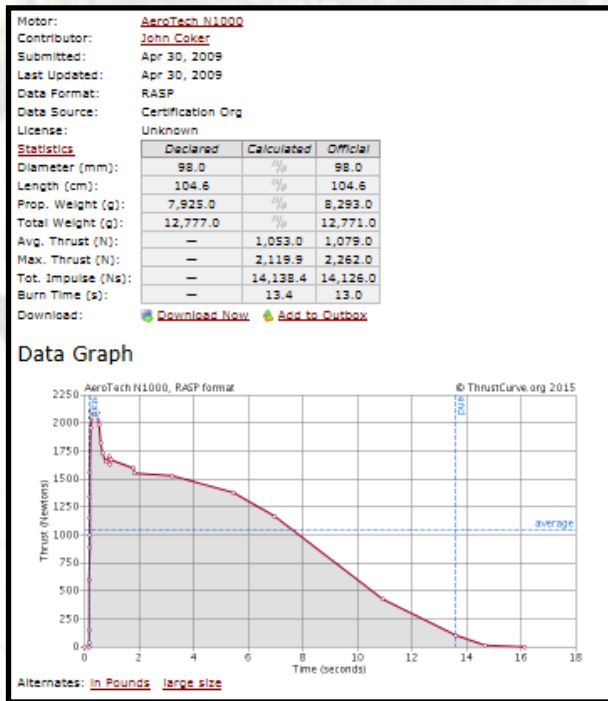 Motor: AeroTech N1000
Contributor: John Coker
Submitted: Apr 30, 2009
Last Updated: Apr 30, 2009
Data Format: RASP
Data Source: Certification Org
License: Unknown
Statistics Declared Calculated Official
Diameter (mm): 98.0 n/a 98.0
Length (cm): 104.6 n/a 104.6
Prop. Weight (g): 7,925.0 n/a 8,293.0
Total Weight (g): 12,777.0 n/a 12,771.0
Avg. Thrust (N): — 1,053.0 1,079.0
Max. Thrust (N): — 2,119.9 2,262.0
Tot. Impulse (Ns): — 14,138.4 14,126.0
Burn Time (s): — 13.4 13.0
Download: Download Now Add to Outbox
Data Graph
AeroTech N1000, RASP format © ThrustCurve.org 2015
2250
2000
1750
1500
1250
1000
750
500
250
0
Thrust (Newtons)
start
end
average
0 2 4 6 8 10 12 14 16 18
Time (seconds)
Alternates: in Pounds large size